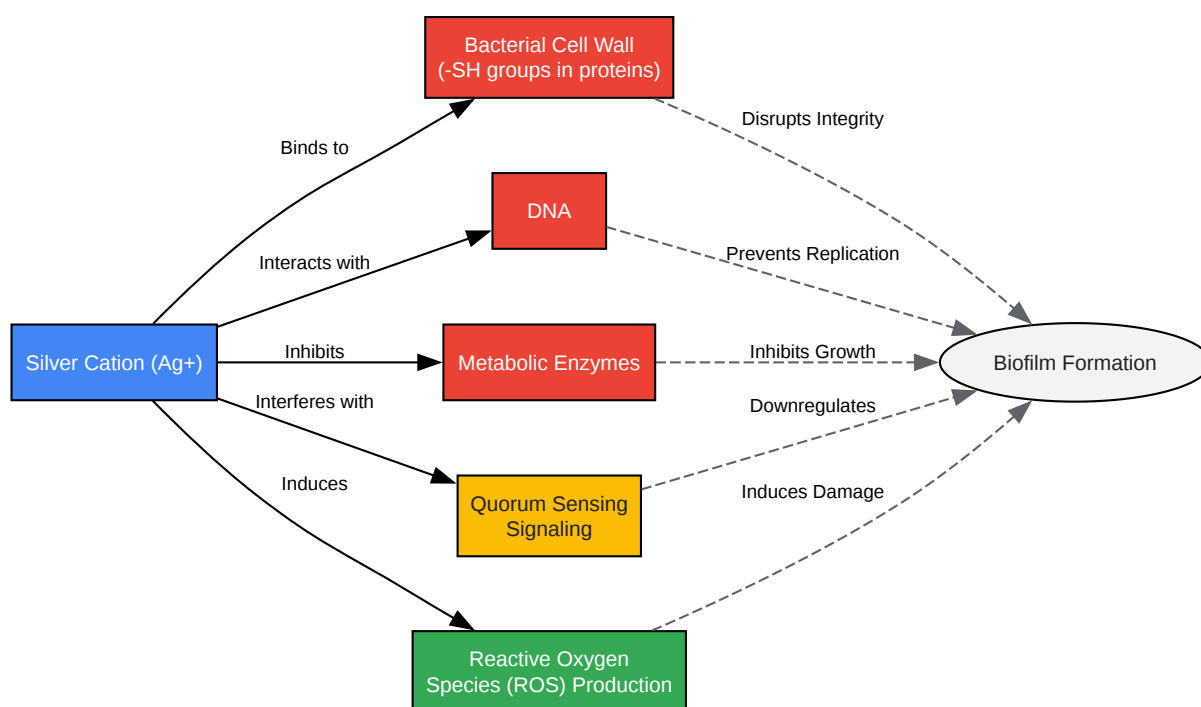 Bacterial Cell Wall
(-SH groups in proteins)
Disrupts Integrity
Binds to
DNA
Prevents Replication
Interacts with
Silver Cation (Ag+)
Inhibits
Metabolic Enzymes
Inhibits Growth
Biofilm Formation
Interferes with
Downregulates
Induces
Quorum Sensing
Signaling
Induces Damage
Reactive Oxygen
Species (ROS) Production